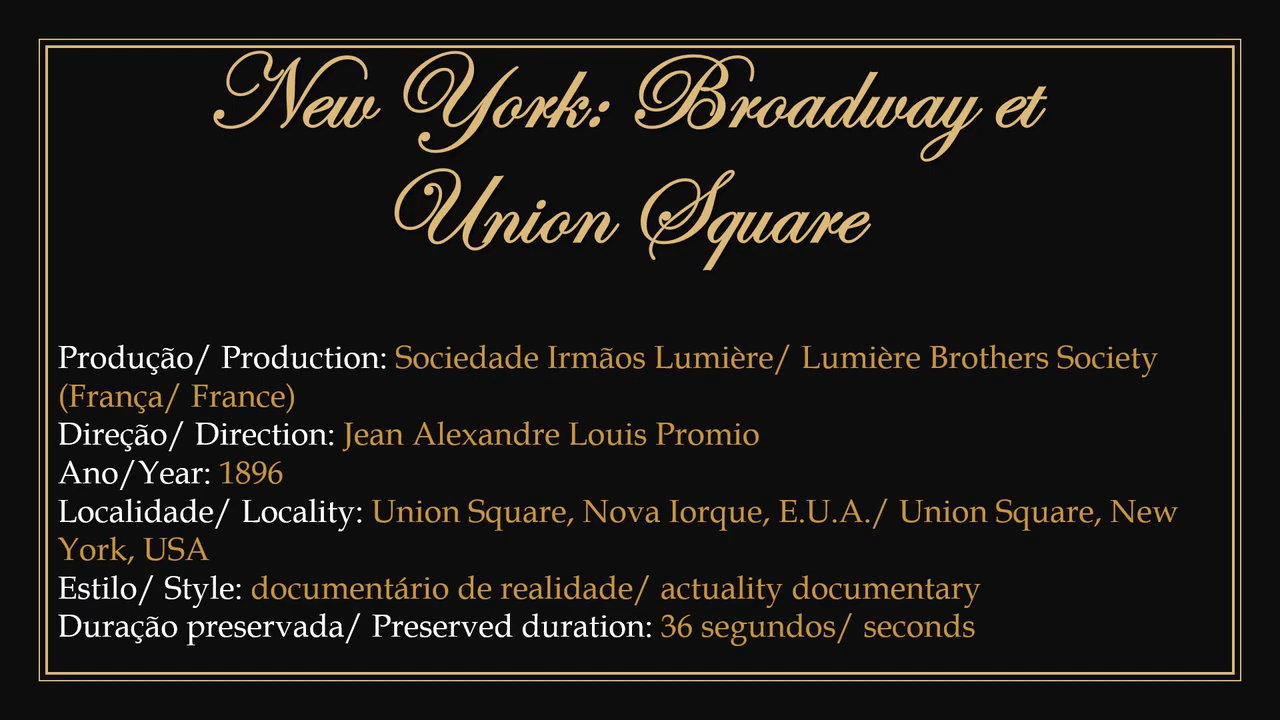 New York: Broadway et
Union Square
Produção/ Production: Sociedade Irmãos Lumière/ Lumière Brothers Society
(França/ France)
Direção/ Direction: Jean Alexandre Louis Promio
Ano/Year: 1896
Localidade/ Locality: Union Square, Nova Iorque, E.U.A./ Union Square, New
York, USA
Estilo/ Style: documentário de realidade/ actuality documentary
Duração preservada/ Preserved duration: 36 segundos/ seconds